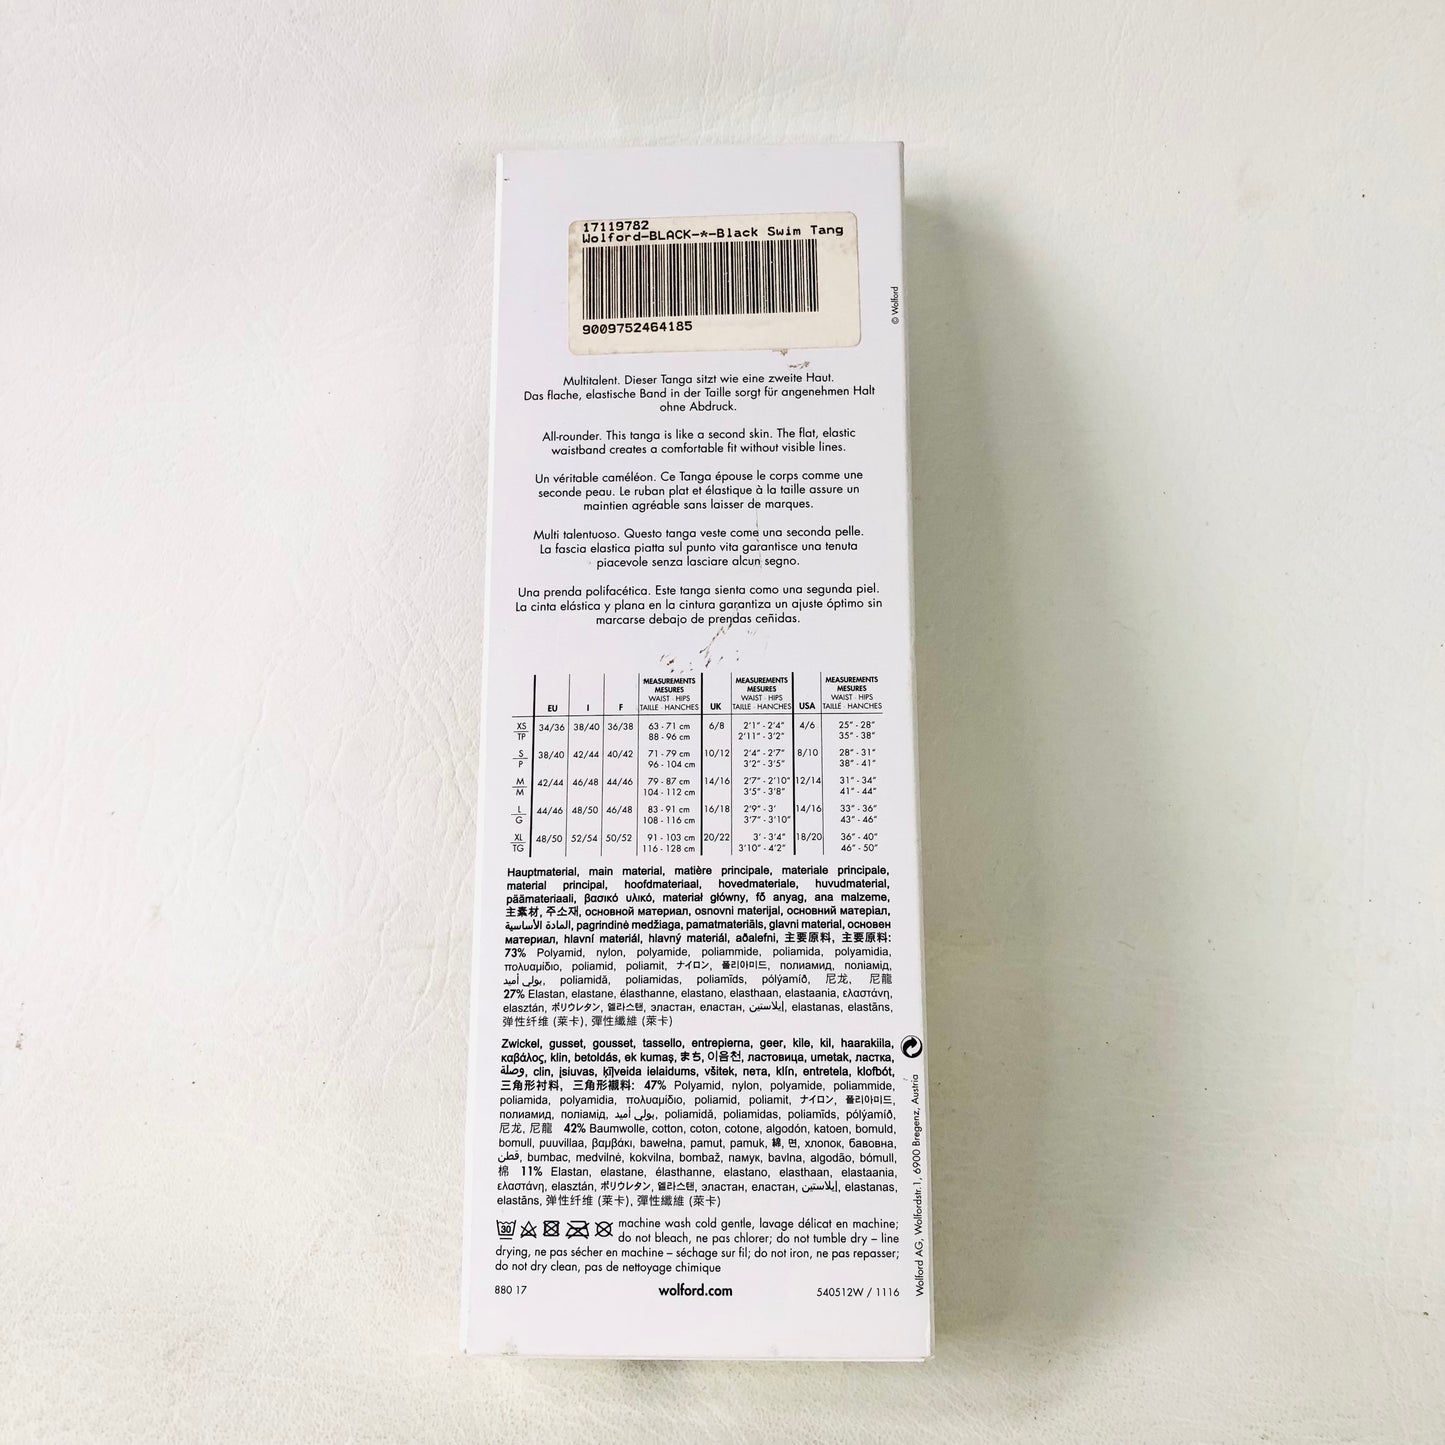 17119782
Wolford-BLACK-*-Black Swim Tang
9009752464185
© Wolford
Multitalent. Dieser Tanga sitzt wie eine zweite Haut.
Das flache, elastische Band in der Taille sorgt für angenehmen Halt
ohne Abdruck.
All-rounder. This tanga is like a second skin. The flat, elastic
waistband creates a comfortable fit without visible lines.
Un véritable caméléon. Ce Tanga épouse le corps comme une
seconde peau. Le ruban plat et élastique à la taille assure un
maintien agréable sans laisser de marques.
Multi talentuoso. Questo tanga veste come una seconda pelle.
La fascia elastica piatta sul punto vita garantisce una tenuta
piacevole senza lasciare alcun segno.
Una prenda polifacética. Este tanga sienta como una segunda piel.
La cinta elástica y plana en la cintura garantiza un ajuste óptimo sin
marcarse debajo de prendas ceñidas.
MEASUREMENTS MEASUREMENTS MEASUREMENTS
MESURES MESURES MESURES
WAIST · HIPS WAIST · HIPS WAIST · HIPS
EU I F TAILLE · HANCHES UK TAILLE · HANCHES USA TAILLE · HANCHES
XS 34/36 38/40 36/38 63 - 71 cm 6/8 2'1" - 2'4" 4/6 25" - 28"
TP 88 - 96 cm 2'11" - 3'2" 35" - 38"
S 38/40 42/44 40/42 71 - 79 cm 10/12 2'4" - 2'7" 8/10 28" - 31"
P 96 - 104 cm 3'2" - 3'5" 38" - 41"
M 42/44 46/48 44/46 79 - 87 cm 14/16 2'7" - 2'10" 12/14 31" - 34"
M 104 - 112 cm 3'5" - 3'8" 41" - 44"
L 44/46 48/50 46/48 83 - 91 cm 16/18 2'9" - 3' 14/16 33" - 36"
G 108 - 116 cm 3'7" - 3'10" 43" - 46"
XL 48/50 52/54 50/52 91 - 103 cm 20/22 3' - 3'4" 18/20 36" - 40"
TG 116 - 128 cm 3'10" - 4'2" 46" - 50"
Hauptmaterial, main material, matière principale, materiale principale,
material principal, hoofdmateriaal, hovedmateriale, huvudmaterial,
päämateriaali, βασικό υλικό, materiał główny, fő anyag, ana malzeme,
主素材, 주소재, основной материал, osnovni materijal, основний матеріал,
المادة الأساسية, pagrindinė medžiaga, pamatmateriāls, glavni material, основен
материал, hlavní materiál, hlavný materiál, aðalefni, 主要原料, 主要原料:
73% Polyamid, nylon, polyamide, poliammide, poliamida, polyamidia,
πολυαμίδιο, poliamid, poliamit, ナイロン, 폴리아미드, полиамид, поліамід,
بولي أميد, poliamidă, poliamidas, poliamīds, pólýamíð, 尼龙, 尼龍
27% Elastan, elastane, élasthanne, elastano, elasthaan, elastaania, ελαστάνη,
elasztán, ポリウレタン, 엘라스탄, эластан, еластан, إيلاستين, elastanas, elastāns,
弹性纤维 (莱卡), 彈性纖維 (萊卡)
Zwickel, gusset, gousset, tassello, entrepierna, geer, kile, kil, haarakiila,
καβάλος, klin, betoldás, ek kumaş, まち, 이음천, ластовица, umetak, ластка,
وصلة, clin, įsiuvas, ķīļveida ielaidums, všitek, пета, klín, entretela, klofbót,
三角形衬料, 三角形襯料: 47% Polyamid, nylon, polyamide, poliammide,
poliamida, polyamidia, πολυαμίδιο, poliamid, poliamit, ナイロン, 폴리아미드,
полиамид, поліамід, بولي أميد, poliamidă, poliamidas, poliamīds, pólýamíð,
尼龙, 尼龍 42% Baumwolle, cotton, coton, cotone, algodón, katoen, bomuld,
bomull, puuvillaa, βαμβάκι, bawełna, pamut, pamuk, 綿, 면, хлопок, бавовна,
قطن, bumbac, medvilnė, kokvilna, bombaž, памук, bavlna, algodão, bómull,
棉 11% Elastan, elastane, élasthanne, elastano, elasthaan, elastaania,
ελαστάνη, elasztán, ポリウレタン, 엘라스탄, эластан, еластан, إيلاستين, elastanas,
elastāns, 弹性纤维 (莱卡), 彈性纖維 (萊卡)
30 machine wash cold gentle, lavage délicat en machine;
do not bleach, ne pas chlorer; do not tumble dry – line
drying, ne pas sécher en machine – séchage sur fil; do not iron, ne pas repasser;
do not dry clean, pas de nettoyage chimique
880 17 wolford.com 540512W / 1116
Wolford AG, Wolfordstr.1, 6900 Bregenz, Austria